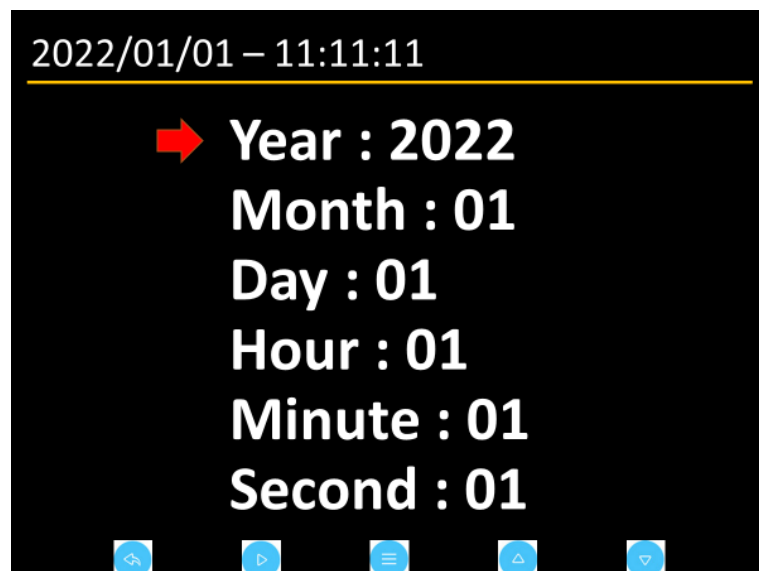 2022/01/01 – 11:11:11
Year : 2022
Month : 01
Day : 01
Hour : 01
Minute : 01
Second : 01